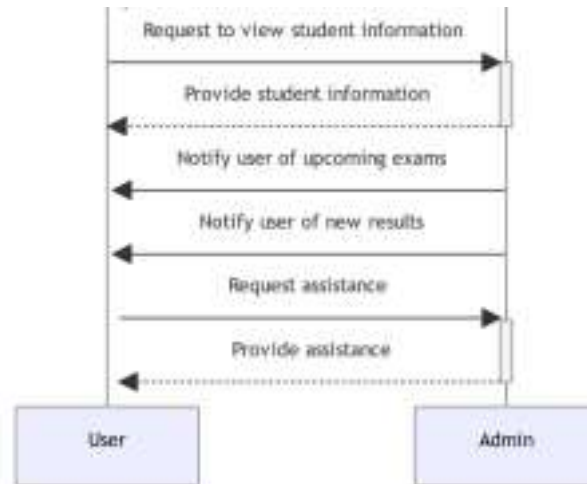 Request to view student information
Provide student information
Notify user of upcoming exams
Notify user of new results
Request assistance
Provide assistance
User
Admin